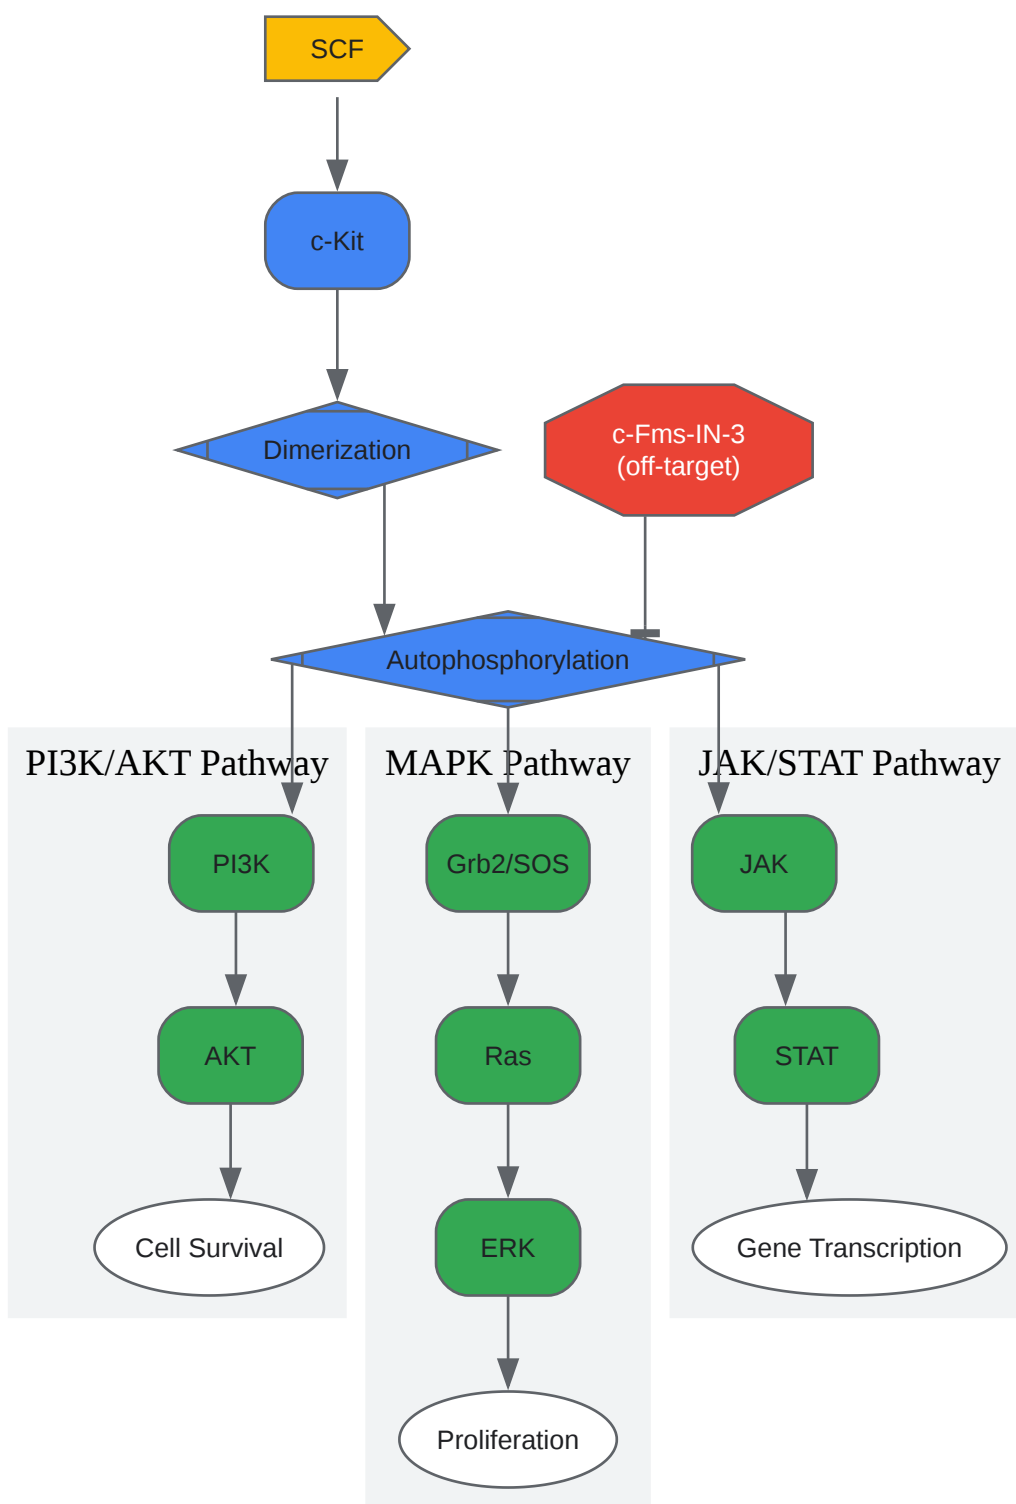 SCF
c-Kit
Dimerization
c-Fms-IN-3
(off-target)
Autophosphorylation
PI3K/AKT Pathway
MAPK Pathway
JAK/STAT Pathway
PI3K
Grb2/SOS
JAK
AKT
Ras
STAT
Cell Survival
ERK
Gene Transcription
Proliferation